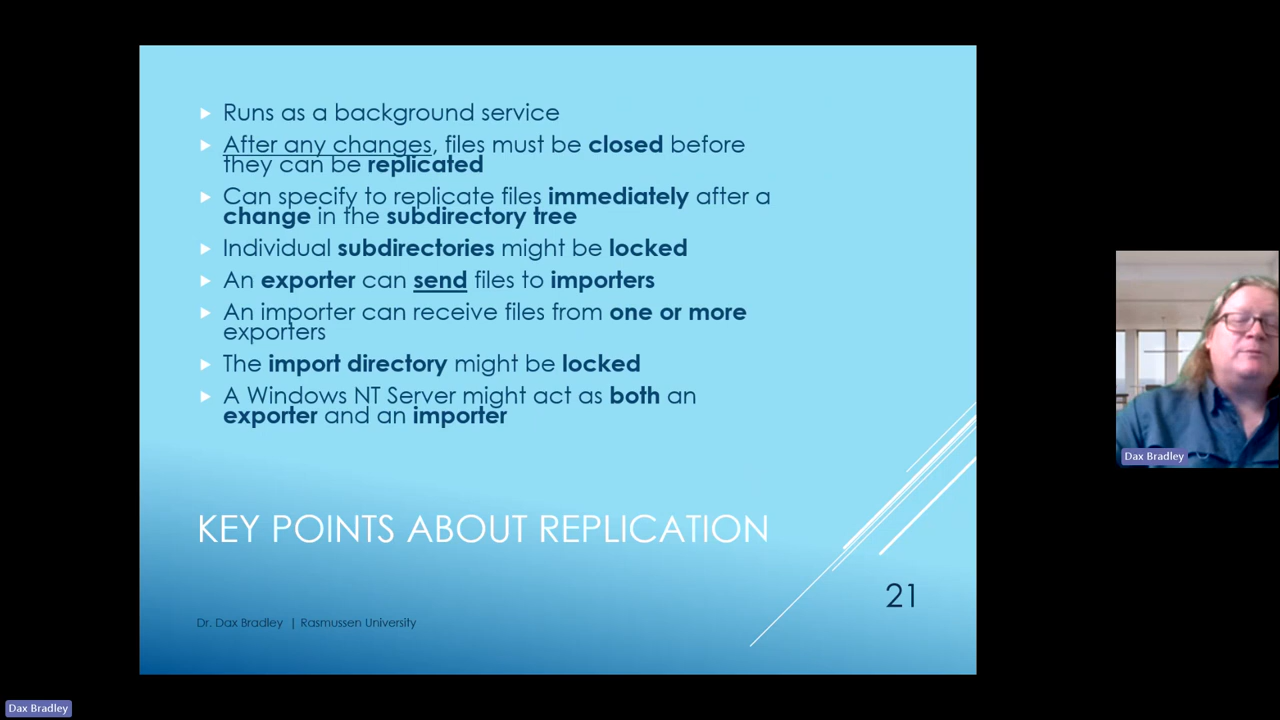 Runs as a background service
After any changes, files must be closed before
they can be replicated
Can specify to replicate files immediately after a
change in the subdirectory tree
Individual subdirectories might be locked
An exporter can send files to importers
An importer can receive files from one or more
exporters
The import directory might be locked
A Windows NT Server might act as both an
exporter and an importer
KEY POINTS ABOUT REPLICATION
21
Dr. Dax Bradley | Rasmussen University
Dax Bradley
Dax Bradley